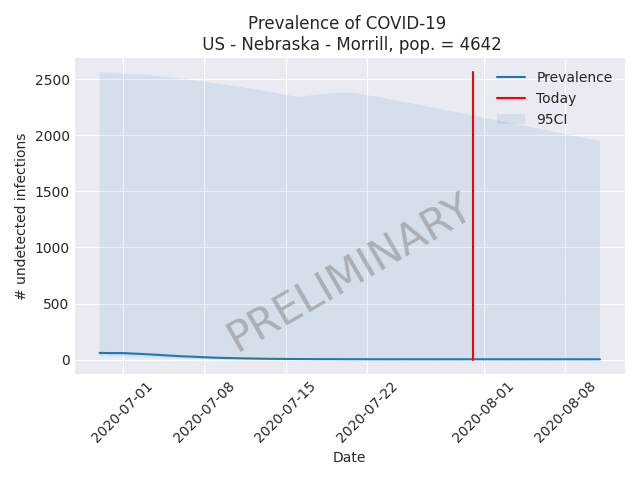 Prevalence of COVID-19
US - Nebraska - Morrill, pop. = 4642
# undetected infections
2500
2000
1500
1000
500
0
Prevalence
Today
95CI
PRELIMINARY
2020-07-01
2020-07-08
2020-07-15
2020-07-22
2020-08-01
2020-08-08
Date